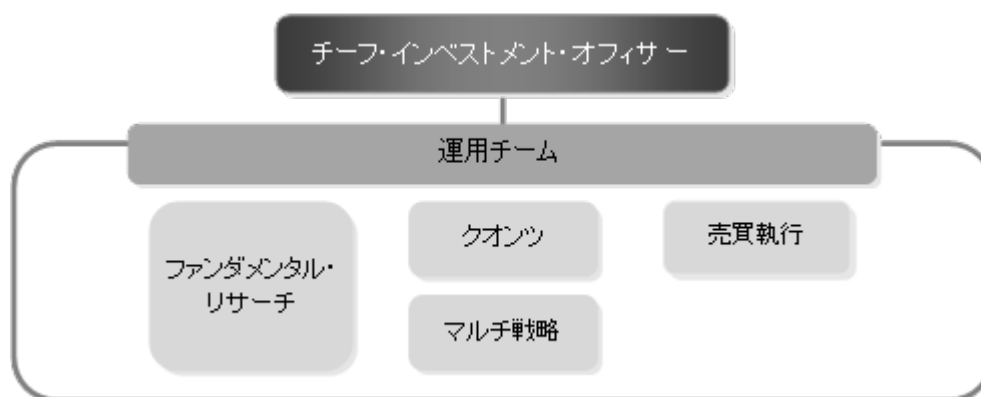 チーフ・インベストメント・オフィサー
運用チーム
ファンダメンタル・
リサーチ
クオンツ
マルチ戦略
売買執行